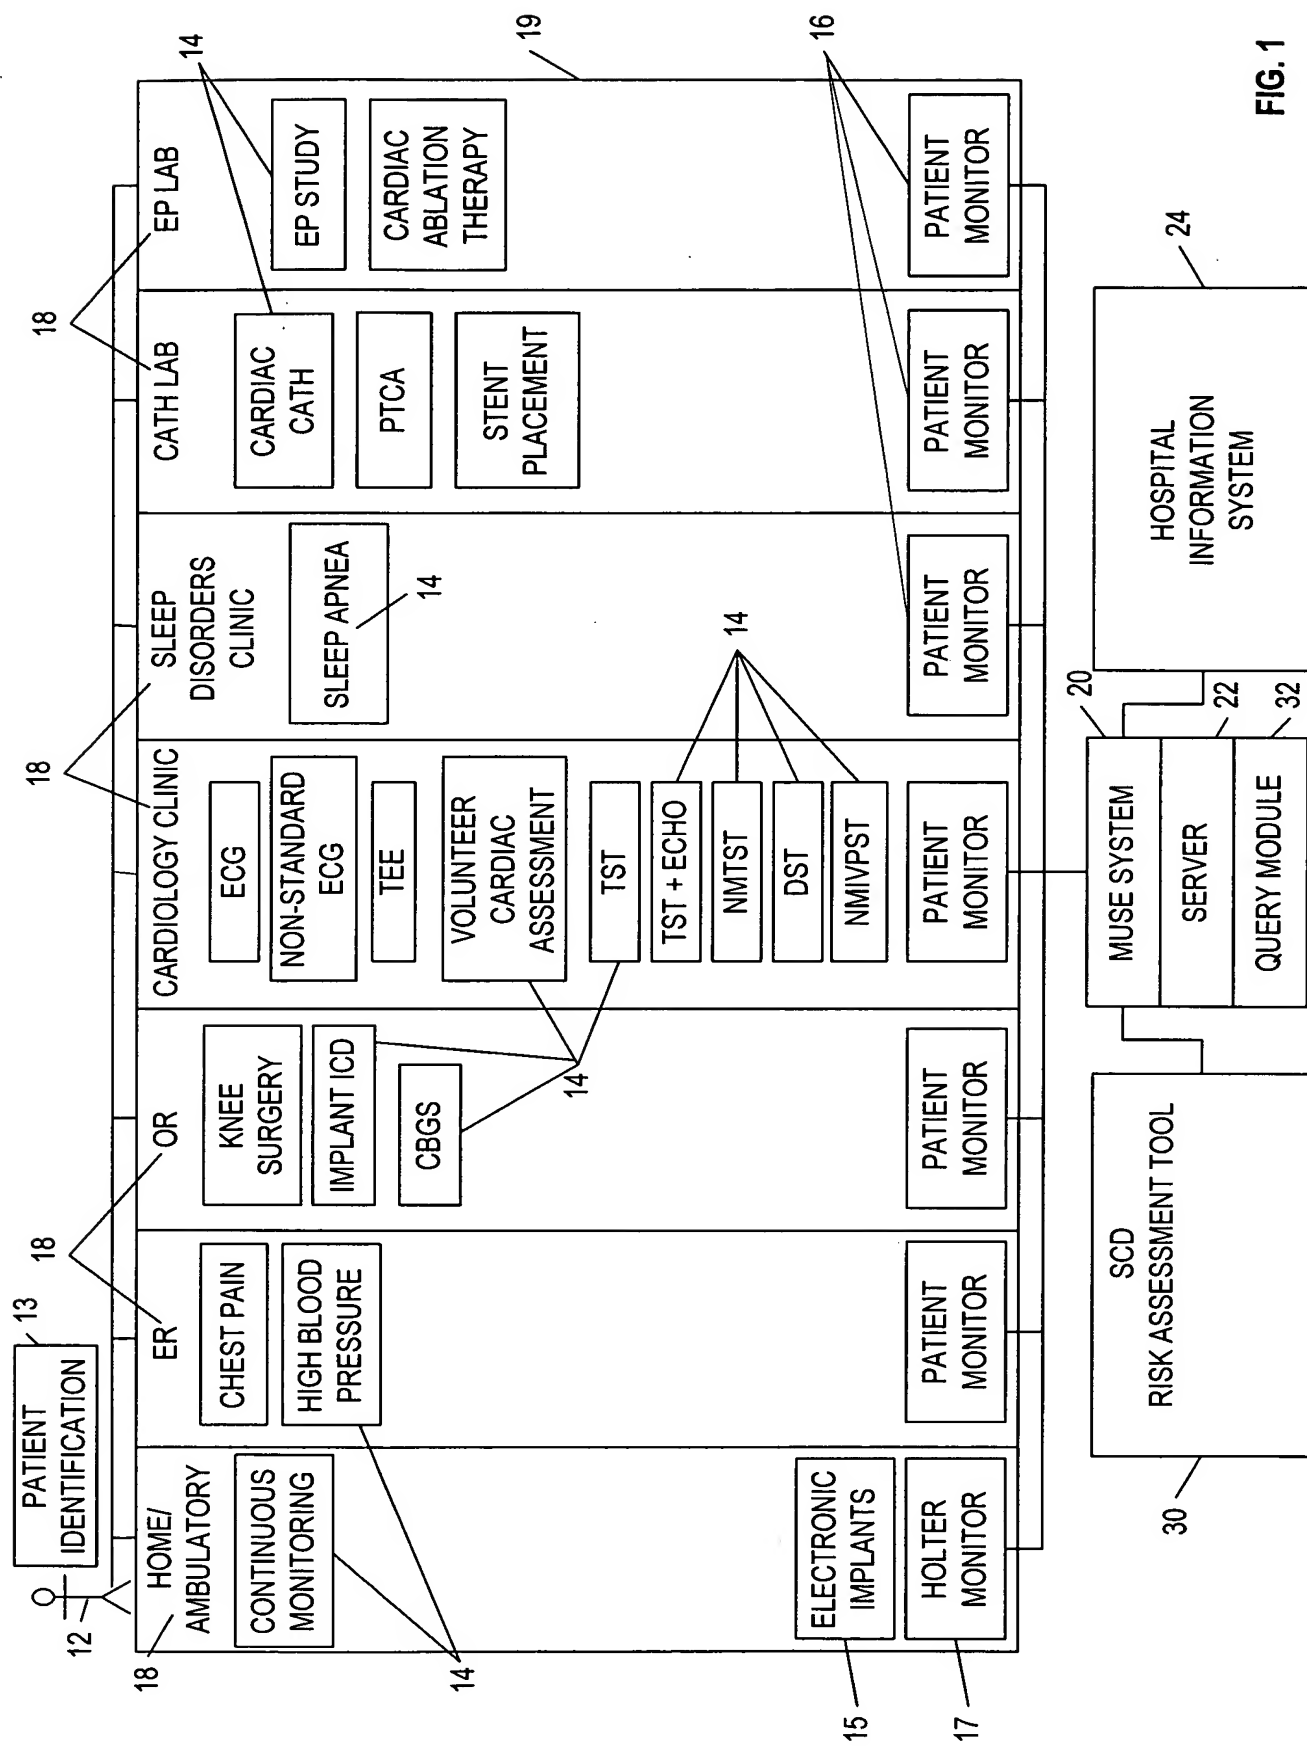 PATIENT
IDENTIFICATION
13
12
18
HOME/
AMBULATORY
CONTINUOUS
MONITORING
14
ELECTRONIC
IMPLANTS
15
HOLTER
MONITOR
17
18
ER
CHEST PAIN
HIGH BLOOD
PRESSURE
PATIENT
MONITOR
OR
KNEE
SURGERY
IMPLANT ICD
CBGS
14
PATIENT
MONITOR
18
CARDIOLOGY CLINIC
ECG
NON-STANDARD
ECG
TEE
VOLUNTEER
CARDIAC
ASSESSMENT
TST
TST + ECHO
NMTST
DST
NMIVPST
14
PATIENT
MONITOR
SLEEP
DISORDERS
CLINIC
SLEEP APNEA
14
PATIENT
MONITOR
18
CATH LAB
CARDIAC
CATH
PTCA
STENT
PLACEMENT
PATIENT
MONITOR
EP LAB
14
EP STUDY
CARDIAC
ABLATION
THERAPY
PATIENT
MONITOR
19
16
SCD
RISK ASSESSMENT TOOL
30
MUSE SYSTEM
20
SERVER
22
QUERY MODULE
32
HOSPITAL
INFORMATION
SYSTEM
24
FIG. 1